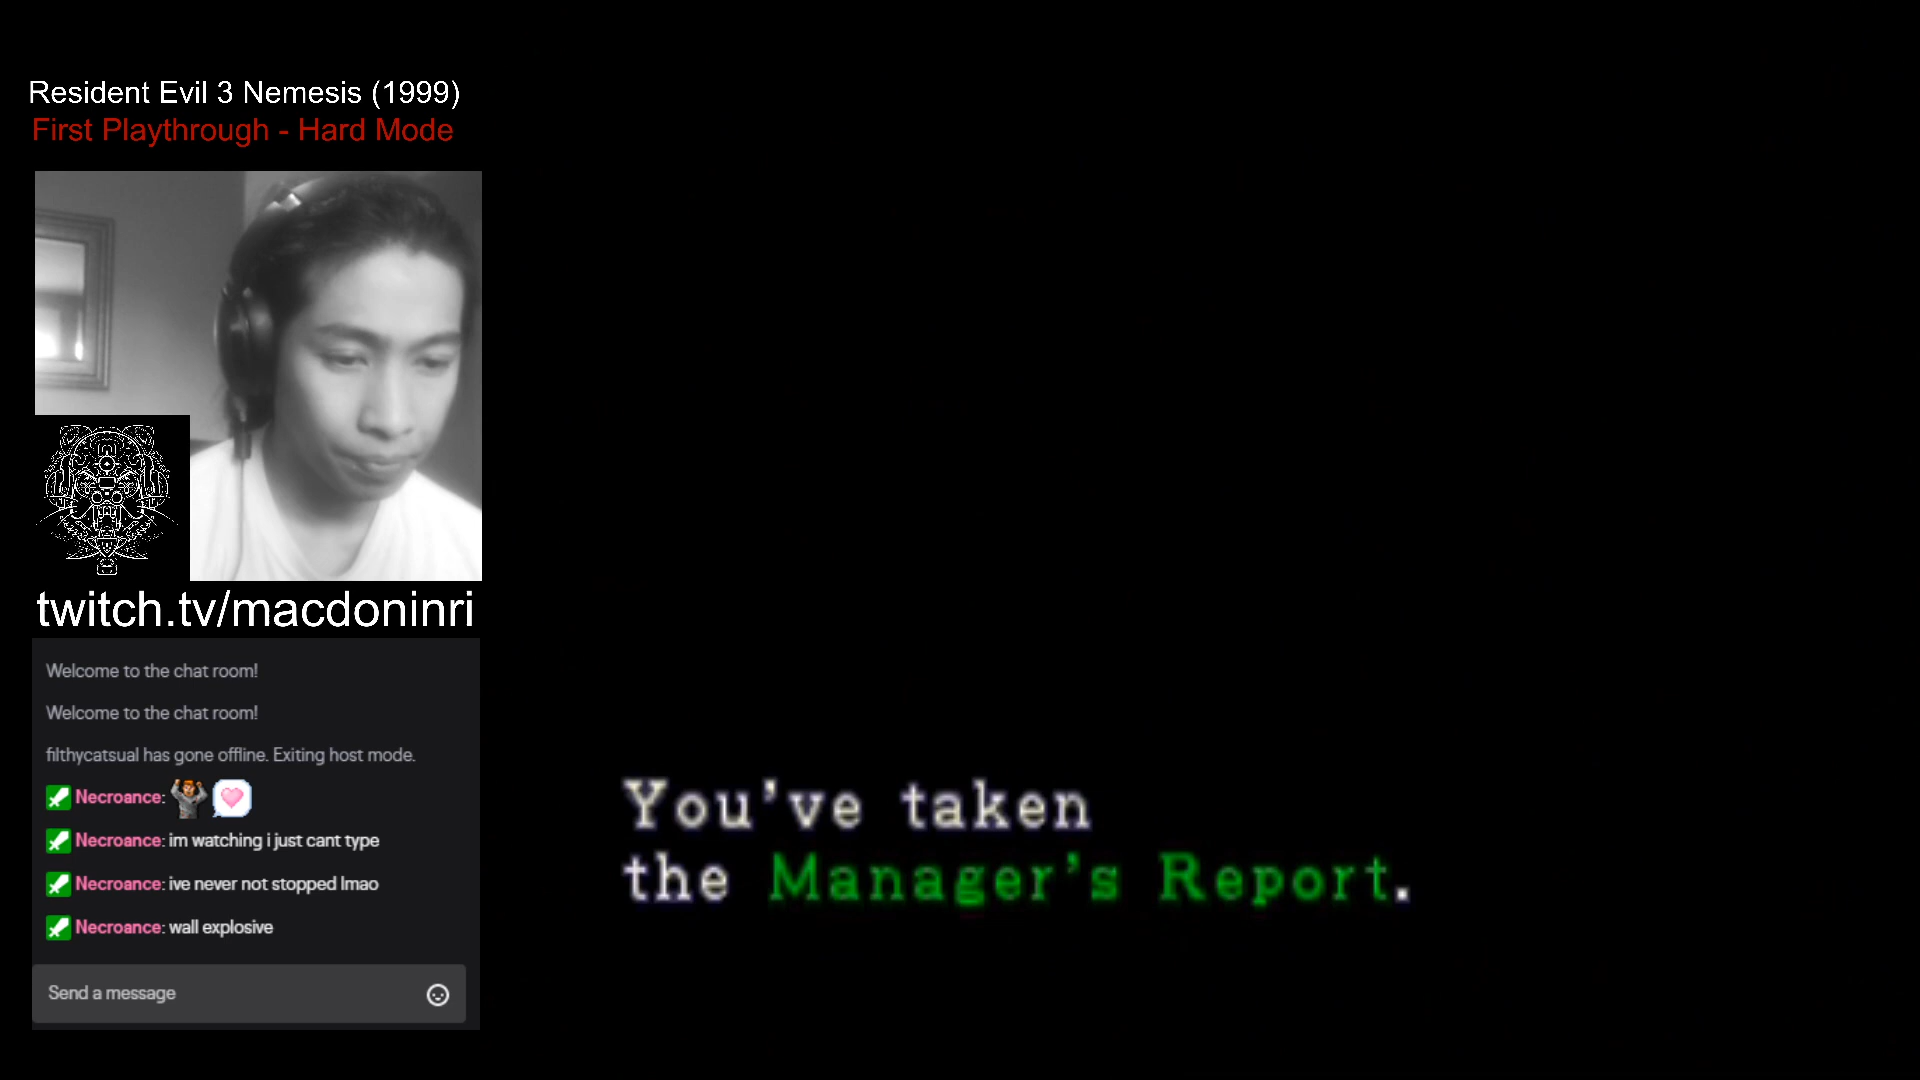 Resident Evil 3 Nemesis (1999)
First Playthrough - Hard Mode
twitch.tv/macdoninri
Welcome to the chat room!
Welcome to the chat room!
filthycatsual has gone offline. Exiting host mode.
Necroance:
Necroance: im watching i just cant type
Necroance: ive never not stopped lmao
Necroance: wall explosive
Send a message
You've taken
the Manager's Report.